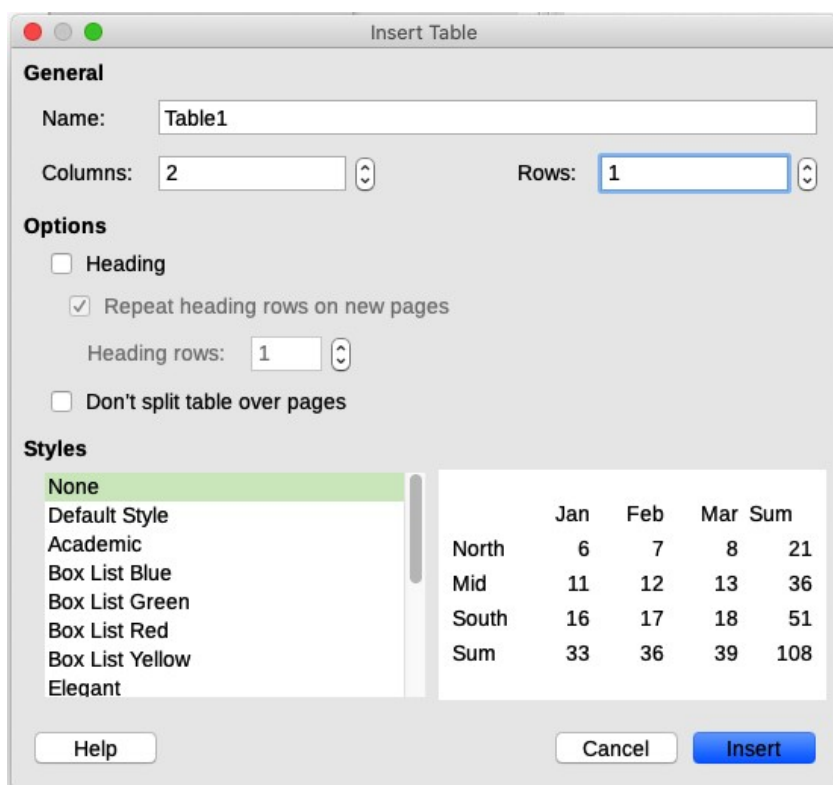 Insert Table
General
Name: Table1
Columns: 2 Rows: 1
Options
Heading
Repeat heading rows on new pages
Heading rows: 1
Don't split table over pages
Styles
None
Default Style
Academic
Box List Blue
Box List Green
Box List Red
Box List Yellow
Elegant
Jan Feb Mar Sum
North 6 7 8 21
Mid 11 12 13 36
South 16 17 18 51
Sum 33 36 39 108
Help Cancel Insert